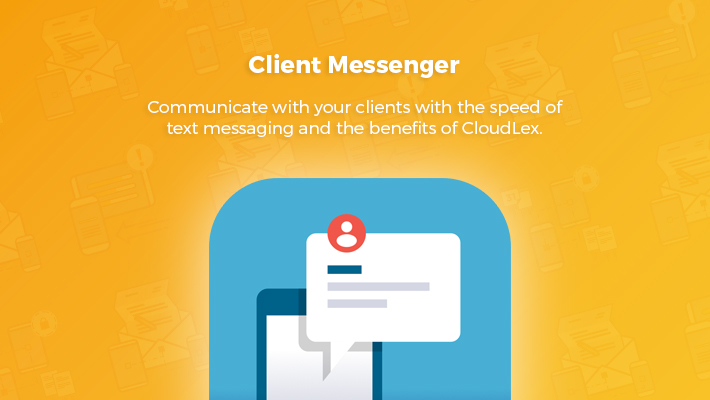 Client Messenger
Communicate with your clients with the speed of
text messaging and the benefits of CloudLex.